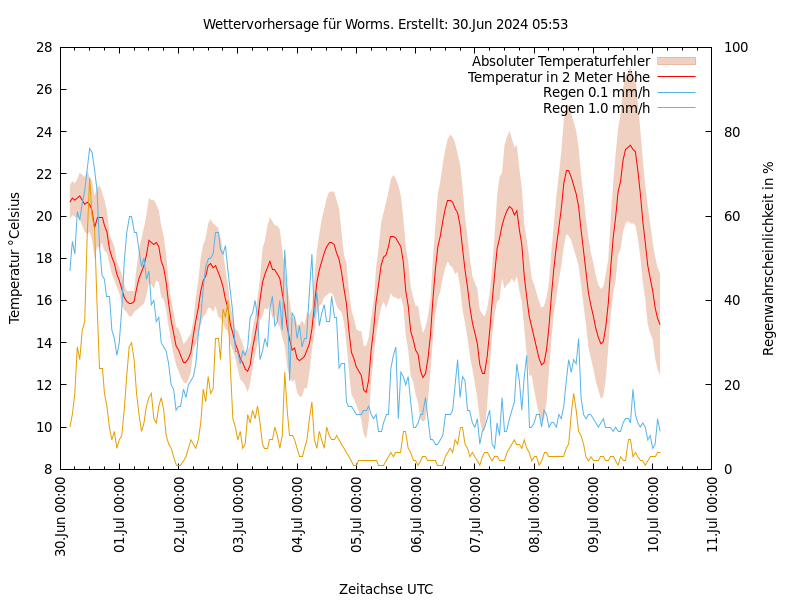 Wettervorhersage für Worms. Erstellt: 30.Jun 2024 05:53
Absoluter Temperaturfehler
Temperatur in 2 Meter Höhe
Regen 0.1 mm/h
Regen 1.0 mm/h
Temperatur °Celsius
28
26
24
22
20
18
16
14
12
10
8
100
80
60
40
20
0
Regenwahrscheinlichkeit in %
30.Jun 00:00
01.Jul 00:00
02.Jul 00:00
03.Jul 00:00
04.Jul 00:00
05.Jul 00:00
06.Jul 00:00
07.Jul 00:00
08.Jul 00:00
09.Jul 00:00
10.Jul 00:00
11.Jul 00:00
Zeitachse UTC